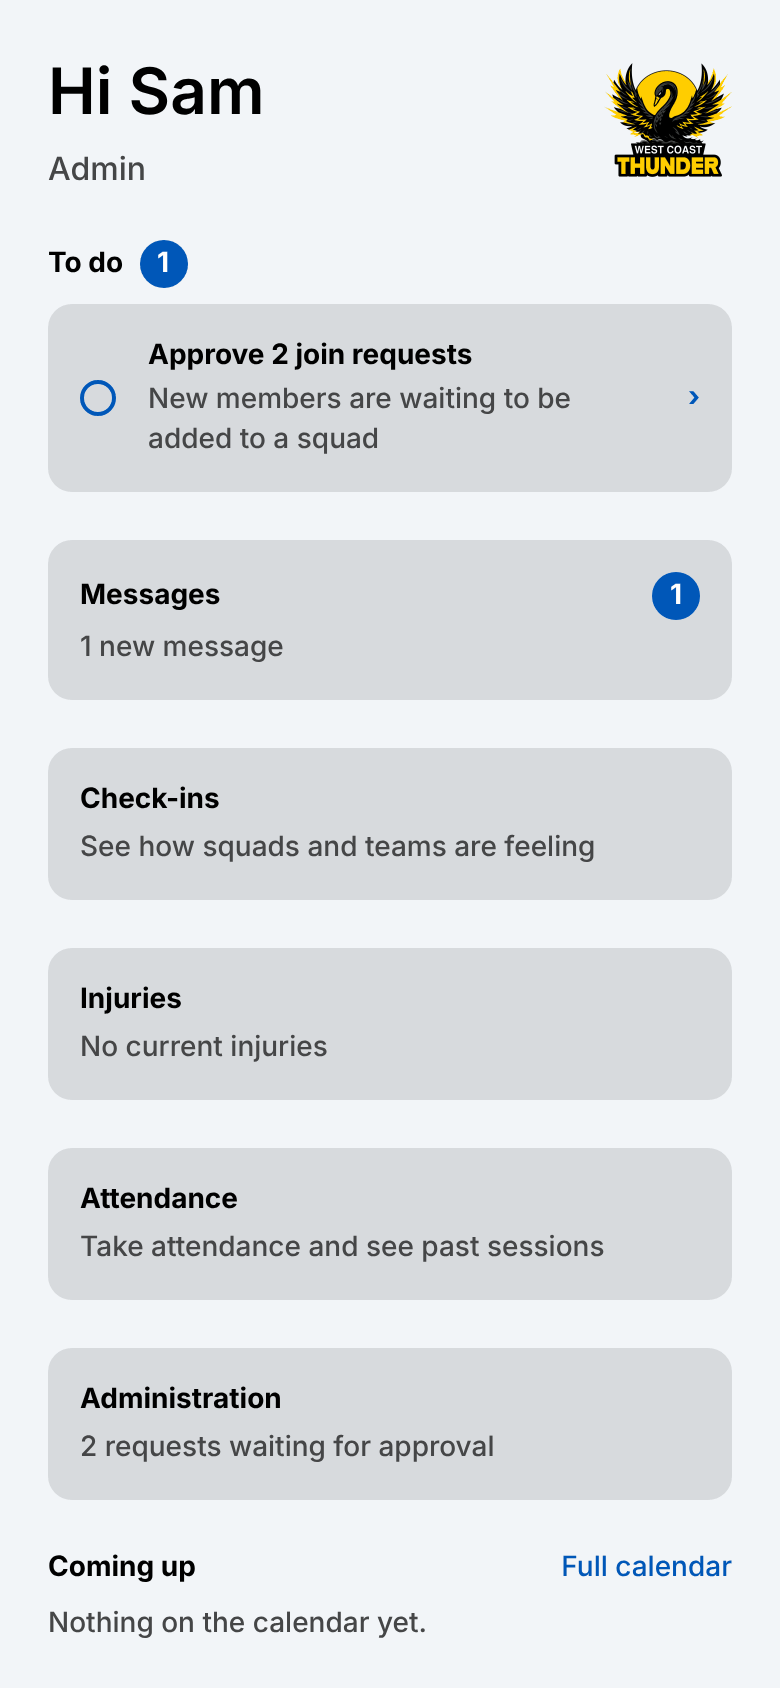 Hi Sam
Admin
WEST COAST
THUNDER
To do 1
Approve 2 join requests
New members are waiting to be
added to a squad
›
Messages 1
1 new message
Check-ins
See how squads and teams are feeling
Injuries
No current injuries
Attendance
Take attendance and see past sessions
Administration
2 requests waiting for approval
Coming up Full calendar
Nothing on the calendar yet.